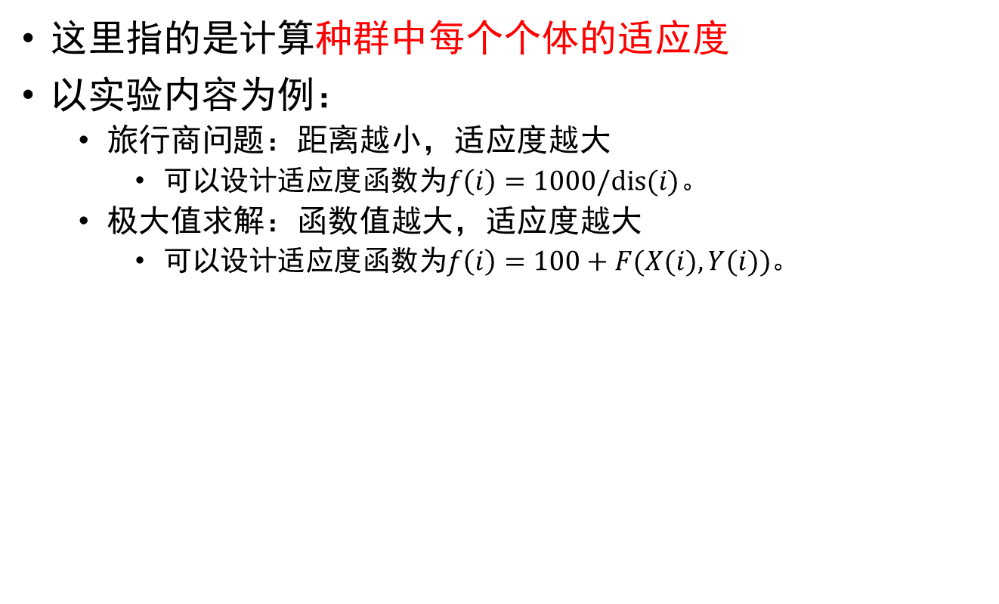 • 这里指的是计算种群中每个个体的适应度
• 以实验内容为例：
• 旅行商问题：距离越小，适应度越大
• 可以设计适应度函数为f(i) = 1000/dis(i)。
• 极大值求解：函数值越大，适应度越大
• 可以设计适应度函数为f(i) = 100 + F(X(i),Y(i))。